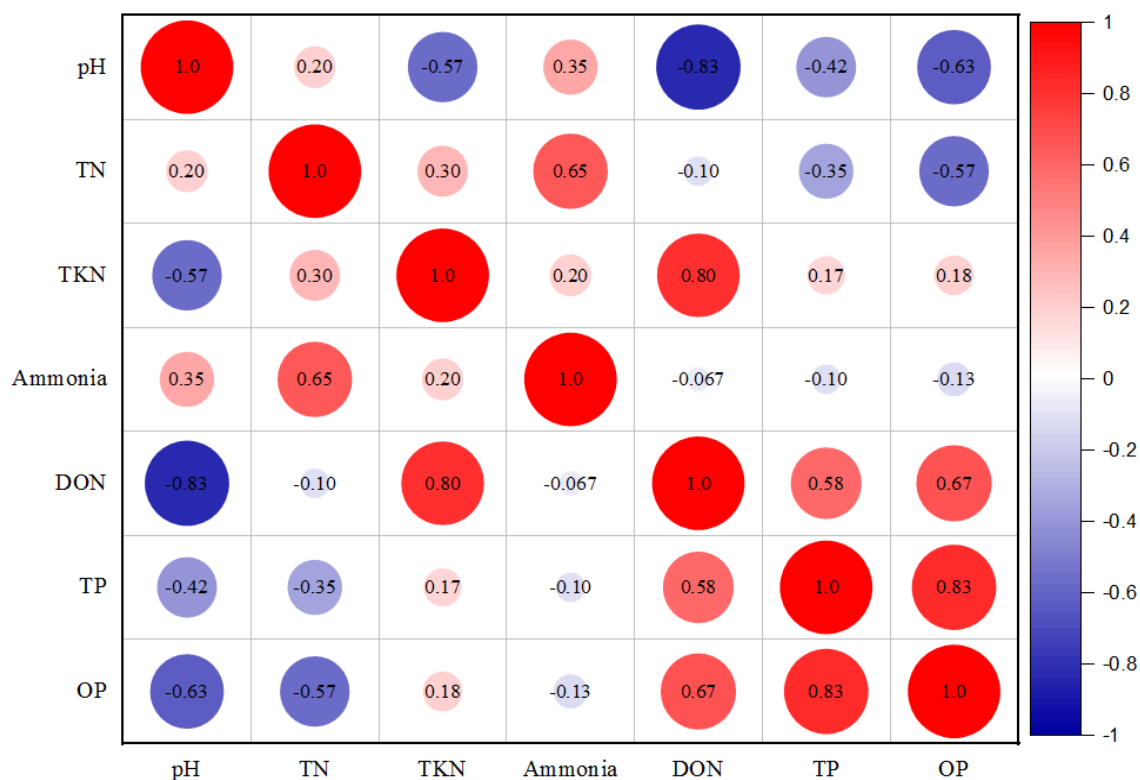 pH 1.0 0.20 -0.57 0.35 -0.83 -0.42 -0.63
TN 0.20 1.0 0.30 0.65 -0.10 -0.35 -0.57
TKN -0.57 0.30 1.0 0.20 0.80 0.17 0.18
Ammonia 0.35 0.65 0.20 1.0 -0.067 -0.10 -0.13
DON -0.83 -0.10 0.80 -0.067 1.0 0.58 0.67
TP -0.42 -0.35 0.17 -0.10 0.58 1.0 0.83
OP -0.63 -0.57 0.18 -0.13 0.67 0.83 1.0
pH TN TKN Ammonia DON TP OP
1
0.8
0.6
0.4
0.2
0
-0.2
-0.4
-0.6
-0.8
-1